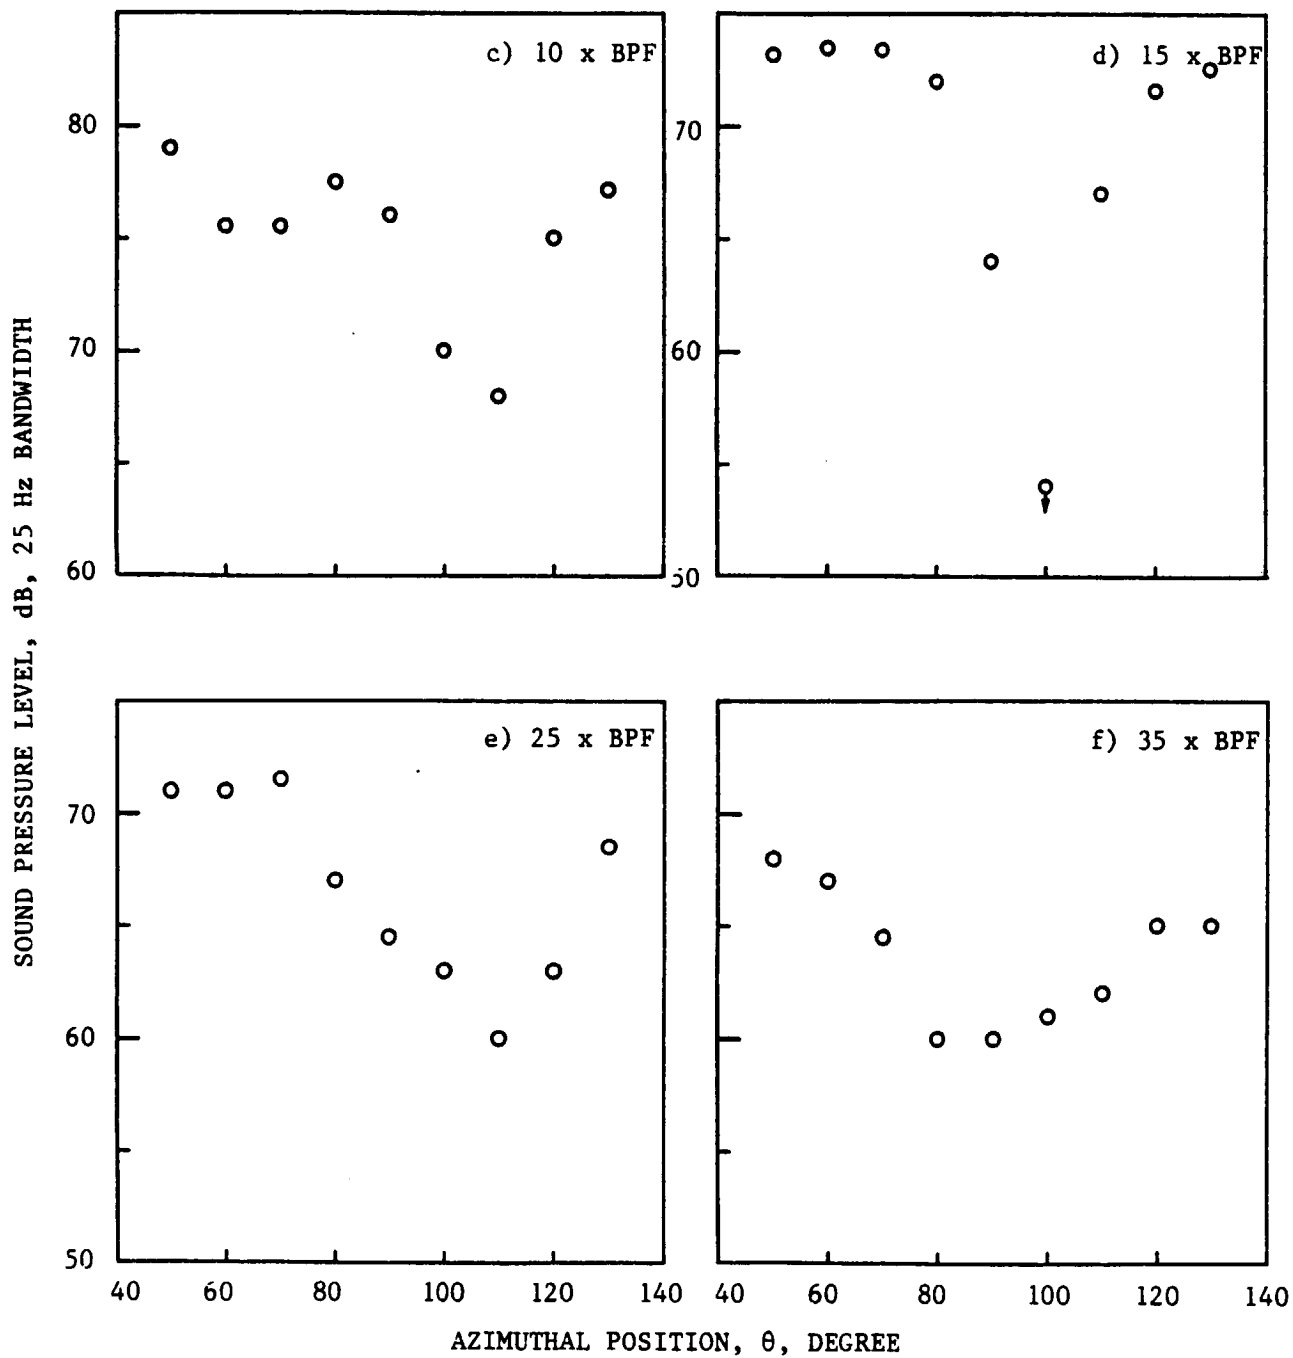 c) 10 x BPF
d) 15 x BPF
80
70
60
70
60
50
e) 25 x BPF
f) 35 x BPF
70
60
50
40 60 80 100 120 140
40 60 80 100 120 140
SOUND PRESSURE LEVEL, dB, 25 Hz BANDWIDTH
AZIMUTHAL POSITION, θ, DEGREE